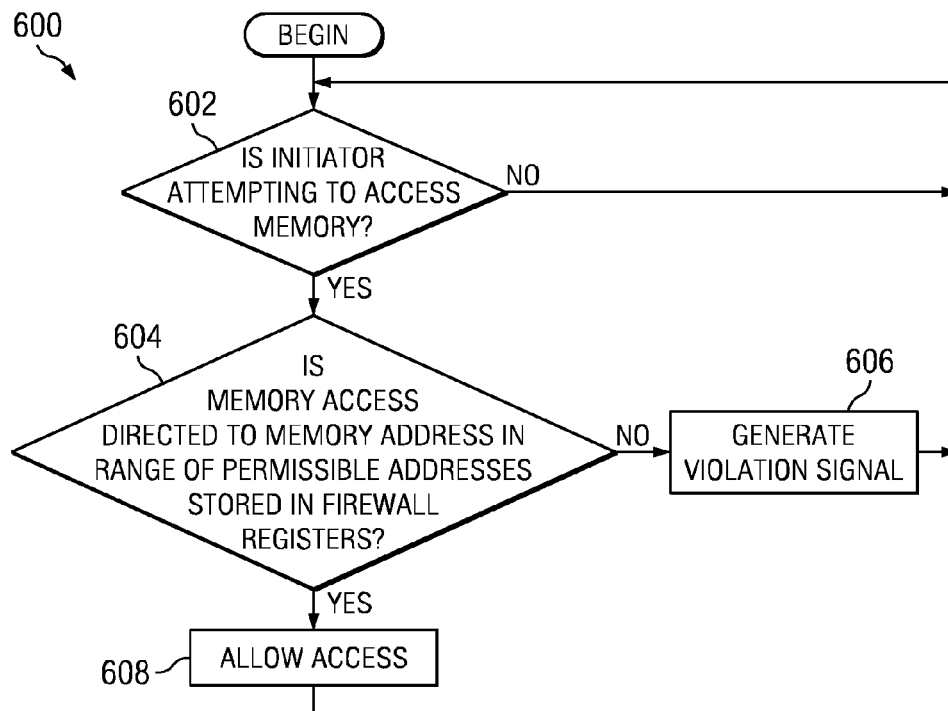 600
BEGIN
602
IS INITIATOR
ATTEMPTING TO ACCESS
MEMORY?
NO
YES
604
IS
MEMORY ACCESS
DIRECTED TO MEMORY ADDRESS IN
RANGE OF PERMISSIBLE ADDRESSES
STORED IN FIREWALL
REGISTERS?
NO
606
GENERATE
VIOLATION SIGNAL
YES
608
ALLOW ACCESS